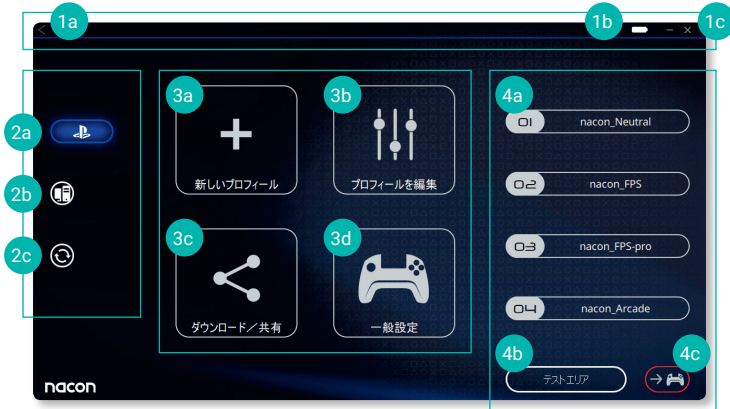 1a
1b
1c
2a
2b
2c
3a
新しいプロフィール
3b
プロフィールを編集
3c
ダウンロード／共有
3d
一般設定
4a
01 nacon_Neutral
02 nacon_FPS
03 nacon_FPS-pro
04 nacon_Arcade
4b
テストエリア
4c
nacon